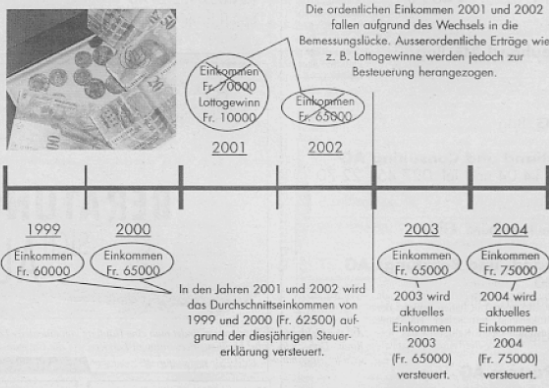 Die ordentlichen Einkommen 2001 und 2002
fallen aufgrund des Wechsels in die
Bemessungslücke. Ausserordentliche Erträge wie
z. B. Lottogewinne werden jedoch zur
Besteuerung herangezogen.
Einkommen
Fr. 70000
Lottogewinn
Fr. 10000
2001
Einkommen
Fr. 65000
2002
1999
Einkommen
Fr. 60000
2000
Einkommen
Fr. 65000
In den Jahren 2001 und 2002 wird
das Durchschnittseinkommen von
1999 und 2000 (Fr. 62500) auf-
grund der diesjährigen Steuer-
erklärung versteuert.
2003
Einkommen
Fr. 65000
2003 wird
aktuelles
Einkommen
2003
(Fr. 65000)
versteuert.
2004
Einkommen
Fr. 75000
2004 wird
aktuelles
Einkommen
2004
(Fr. 75000)
versteuert.